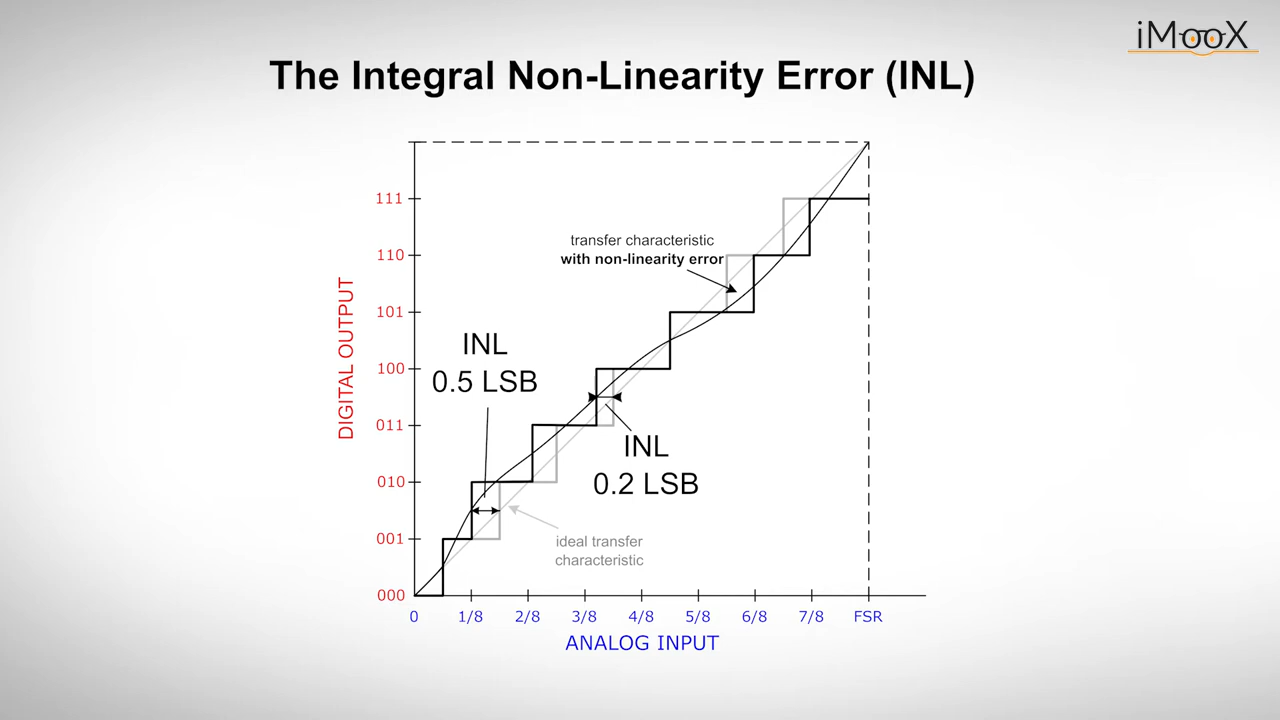 iMooX
The Integral Non-Linearity Error (INL)
111
110
101
100
011
010
001
000
DIGITAL OUTPUT
transfer characteristic
with non-linearity error
INL
0.5 LSB
INL
0.2 LSB
ideal transfer
characteristic
0 1/8 2/8 3/8 4/8 5/8 6/8 7/8 FSR
ANALOG INPUT